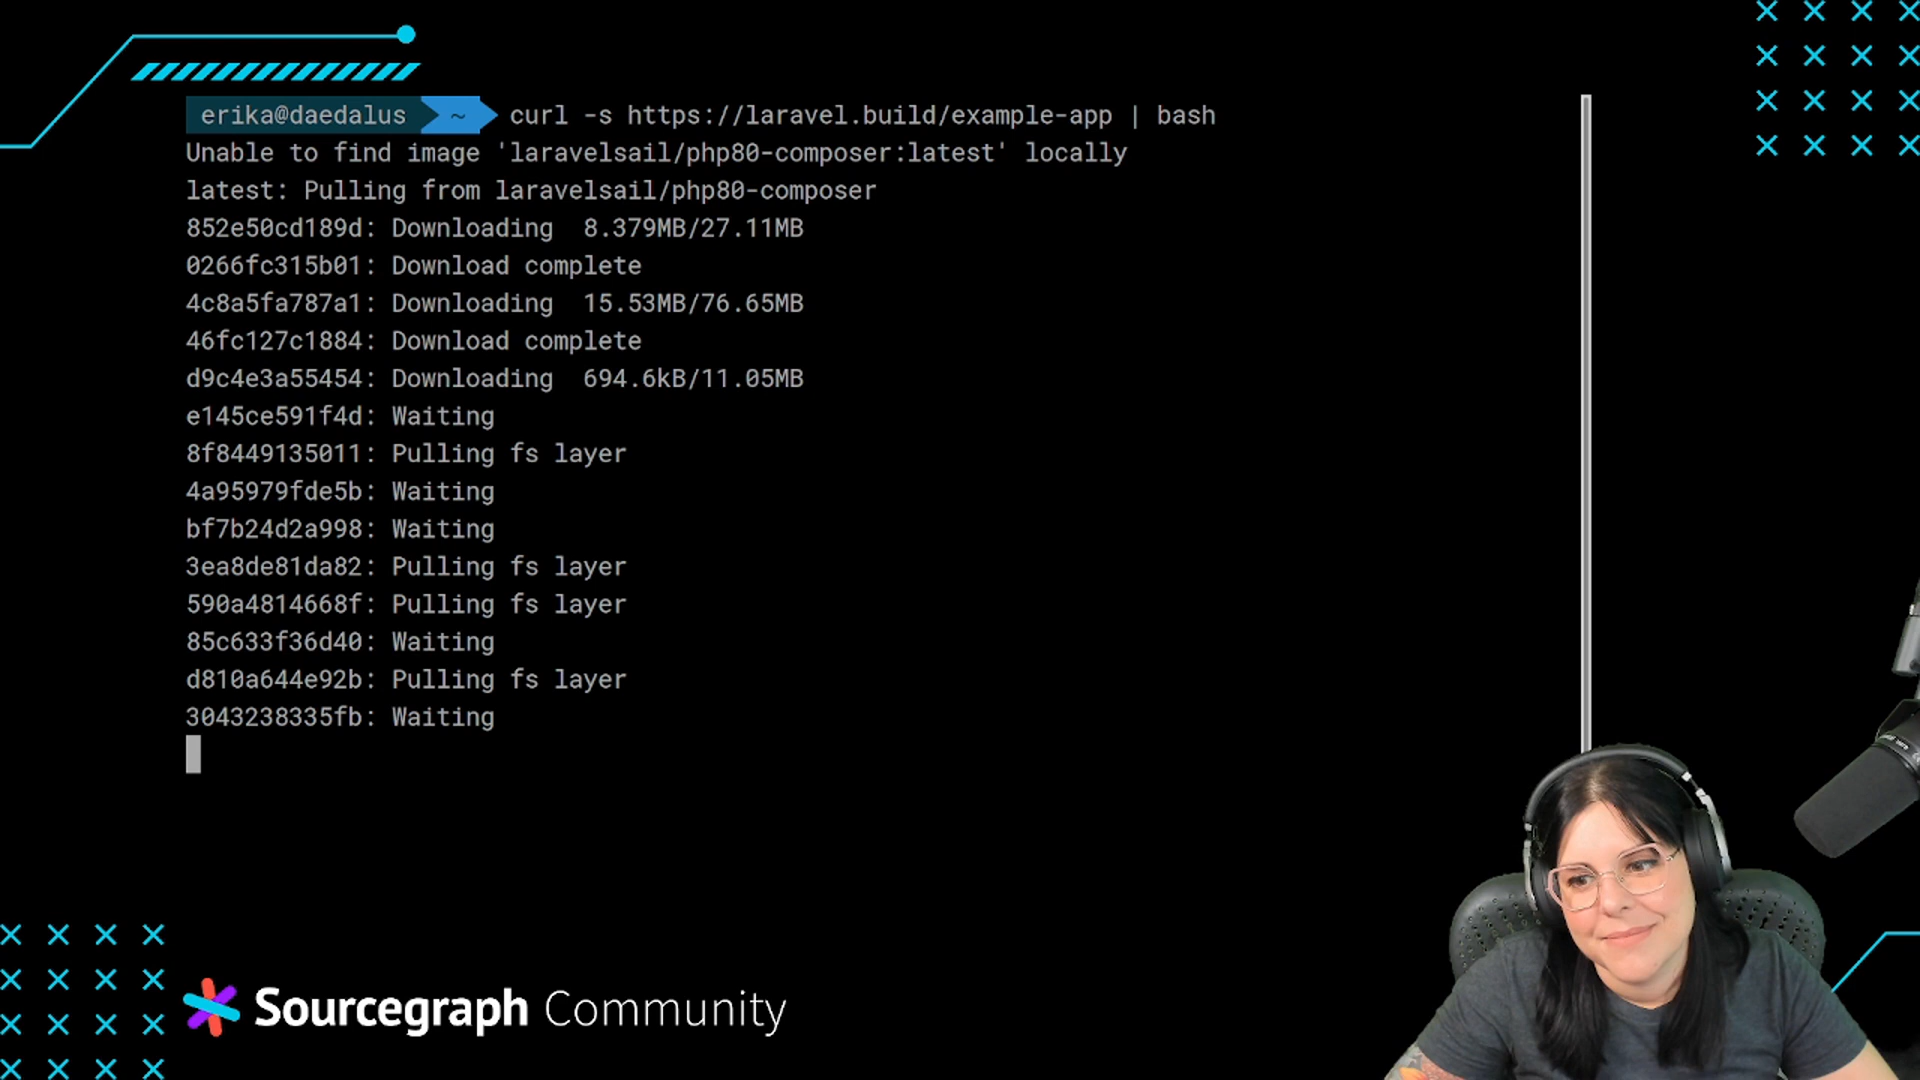 erika@daedalus ~ curl -s https://laravel.build/example-app | bash
Unable to find image 'laravelsail/php80-composer:latest' locally
latest: Pulling from laravelsail/php80-composer
852e50cd189d: Downloading  8.379MB/27.11MB
0266fc315b01: Download complete
4c8a5fa787a1: Downloading  15.53MB/76.65MB
46fc127c1884: Download complete
d9c4e3a55454: Downloading  694.6kB/11.05MB
e145ce591f4d: Waiting
8f8449135011: Pulling fs layer
4a95979fde5b: Waiting
bf7b24d2a998: Waiting
3ea8de81da82: Pulling fs layer
590a4814668f: Pulling fs layer
85c633f36d40: Waiting
d810a644e92b: Pulling fs layer
3043238335fb: Waiting
Sourcegraph Community